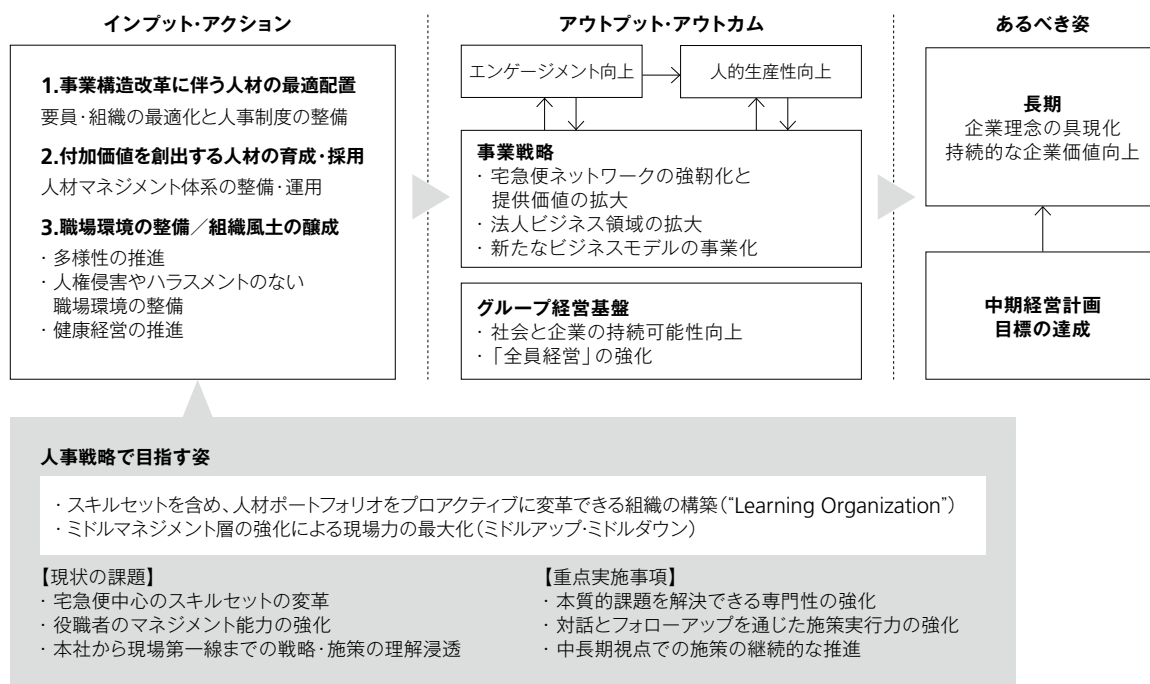 インプット・アクション
1.事業構造改革に伴う人材の最適配置
要員・組織の最適化と人事制度の整備
2.付加価値を創出する人材の育成・採用
人材マネジメント体系の整備・運用
3.職場環境の整備／組織風土の醸成
・多様性の推進
・人権侵害やハラスメントのない
職場環境の整備
・健康経営の推進
アウトプット・アウトカム
エンゲージメント向上
人的生産性向上
事業戦略
・宅急便ネットワークの強靭化と
提供価値の拡大
・法人ビジネス領域の拡大
・新たなビジネスモデルの事業化
グループ経営基盤
・社会と企業の持続可能性向上
・「全員経営」の強化
あるべき姿
長期
企業理念の具現化
持続的な企業価値向上
中期経営計画
目標の達成
人事戦略で目指す姿
・スキルセットを含め、人材ポートフォリオをプロアクティブに変革できる組織の構築（“Learning Organization”）
・ミドルマネジメント層の強化による現場力の最大化（ミドルアップ・ミドルダウン）
【現状の課題】
・宅急便中心のスキルセットの変革
・役職者のマネジメント能力の強化
・本社から現場第一線までの戦略・施策の理解浸透
【重点実施事項】
・本質的課題を解決できる専門性の強化
・対話とフォローアップを通じた施策実行力の強化
・中長期視点での施策の継続的な推進